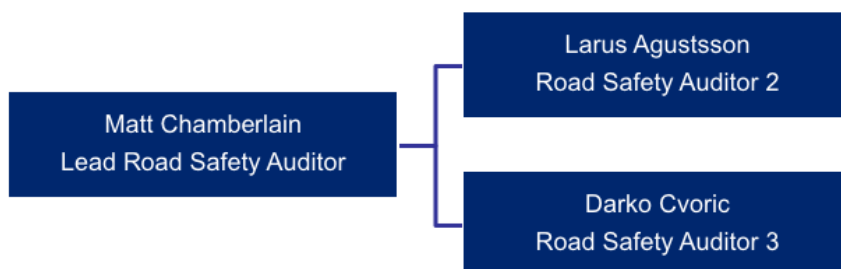 Matt Chamberlain
Lead Road Safety Auditor
Larus Agustsson
Road Safety Auditor 2
Darko Cvoric
Road Safety Auditor 3